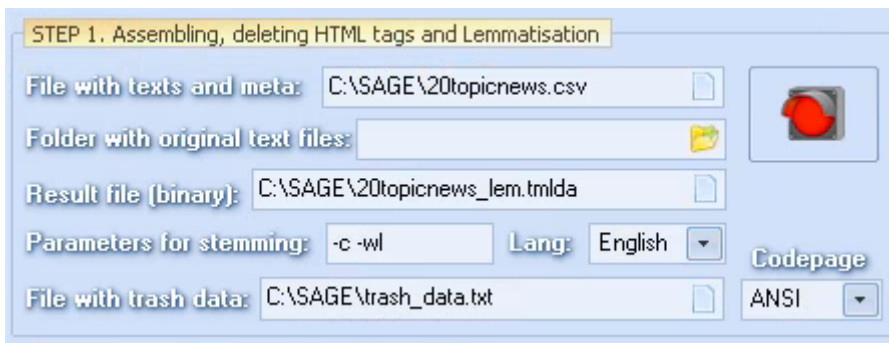 STEP 1. Assembling, deleting HTML tags and Lemmatisation
File with texts and meta: C:\SAGE\20topicnews.csv
Folder with original text files:
Result file (binary): C:\SAGE\20topicnews_lem.tmlda
Parameters for stemming: -c -wl Lang: English
Codepage
File with trash data: C:\SAGE\trash_data.txt ANSI